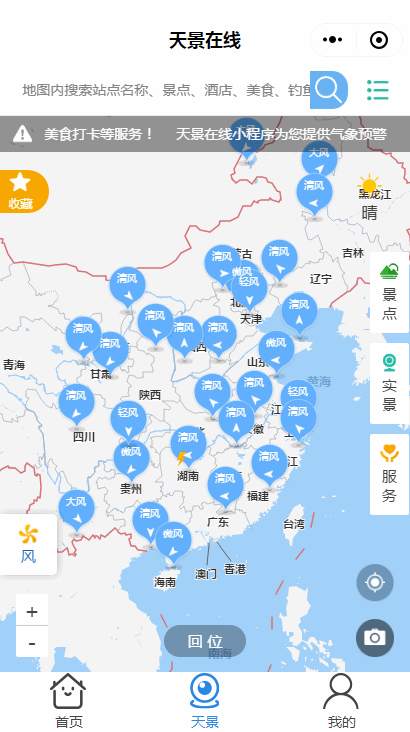 天景在线
地图内搜索站点名称、景点、酒店、美食、钓鱼
美食打卡等服务！ 天景在线小程序为您提供气象预警
大风
收藏
清风
黑龙江
晴
吉林
清风
蒙古
清风
微风
轻风
辽宁
清风
景点
北
天津
清风
清风
清风
清风
清风
清风
西
山东
微风
黄海
青海
甘肃
实景
清风
陕西
清风
清风
轻风
江
轻风
清风
清风
徽
四川
清风
江
微风
湖南
清风
服务
贵州
清风
福建
大风
清风
广东
台湾
风
微风
澳门
香港
海南
+
-
回 位
南海
首页
天景
我的